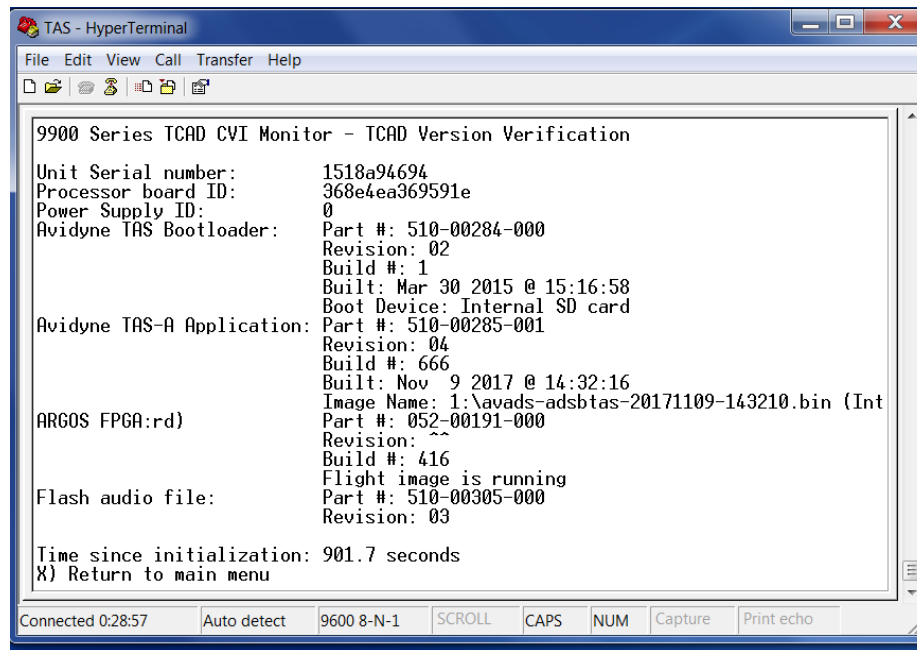 TAS - HyperTerminal
File Edit View Call Transfer Help
9900 Series TCAD CVI Monitor - TCAD Version Verification
Unit Serial number: 1518a94694
Processor board ID: 368e4ea369591e
Power Supply ID: 0
Avidyne TAS Bootloader: Part #: 510-00284-000
Revision: 02
Build #: 1
Built: Mar 30 2015 @ 15:16:58
Boot Device: Internal SD card
Avidyne TAS-A Application: Part #: 510-00285-001
Revision: 04
Build #: 666
Built: Nov  9 2017 @ 14:32:16
Image Name: 1:\avads-adsbtas-20171109-143210.bin (Int
ARGOS FPGA:rd) Part #: 052-00191-000
Revision: ^^
Build #: 416
Flight image is running
Flash audio file: Part #: 510-00305-000
Revision: 03
Time since initialization: 901.7 seconds
X) Return to main menu
Connected 0:28:57 Auto detect 9600 8-N-1 SCROLL CAPS NUM Capture Print echo